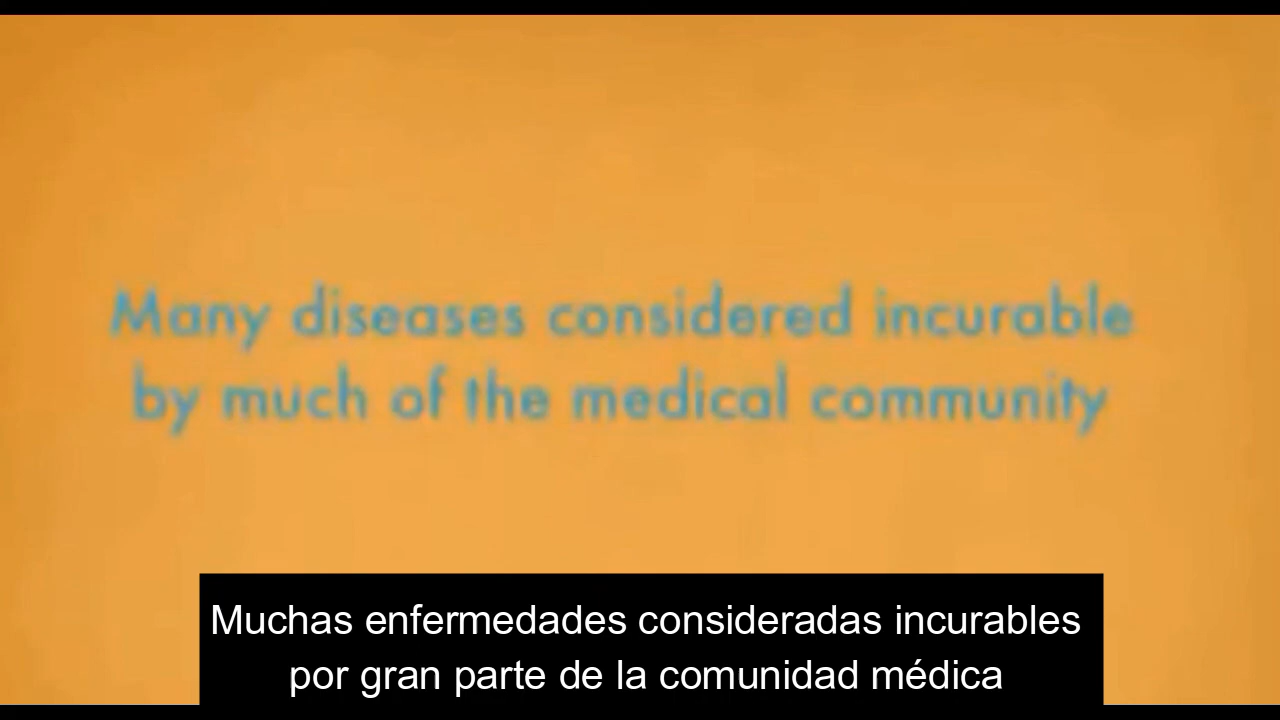 Many diseases considered incurable
by much of the medical community
Muchas enfermedades consideradas incurables
por gran parte de la comunidad médica